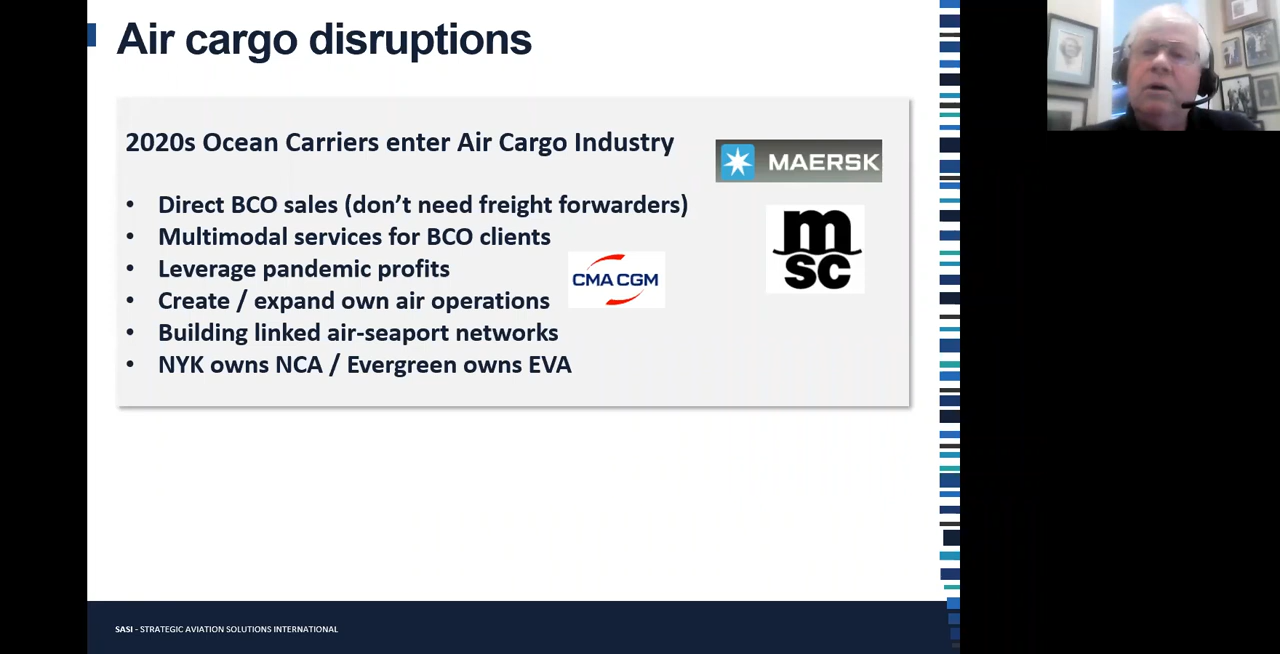 Air cargo disruptions
2020s Ocean Carriers enter Air Cargo Industry
MAERSK
• Direct BCO sales (don’t need freight forwarders)
• Multimodal services for BCO clients
• Leverage pandemic profits
• Create / expand own air operations
• Building linked air-seaport networks
• NYK owns NCA / Evergreen owns EVA
CMA CGM
m
sc
SASI - STRATEGIC AVIATION SOLUTIONS INTERNATIONAL